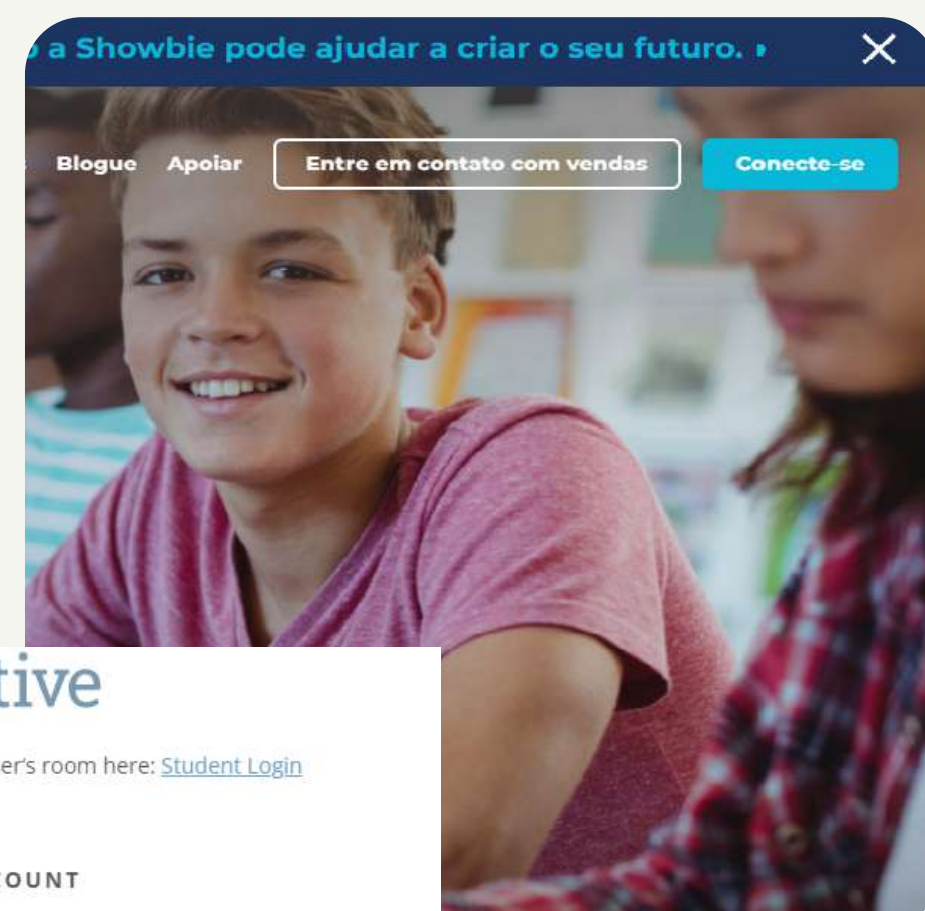 a Showbie pode ajudar a criar o seu futuro.
Blogue Apoiar Entre em contato com vendas Conecte-se
tive
er's room here: Student Login
OUNT